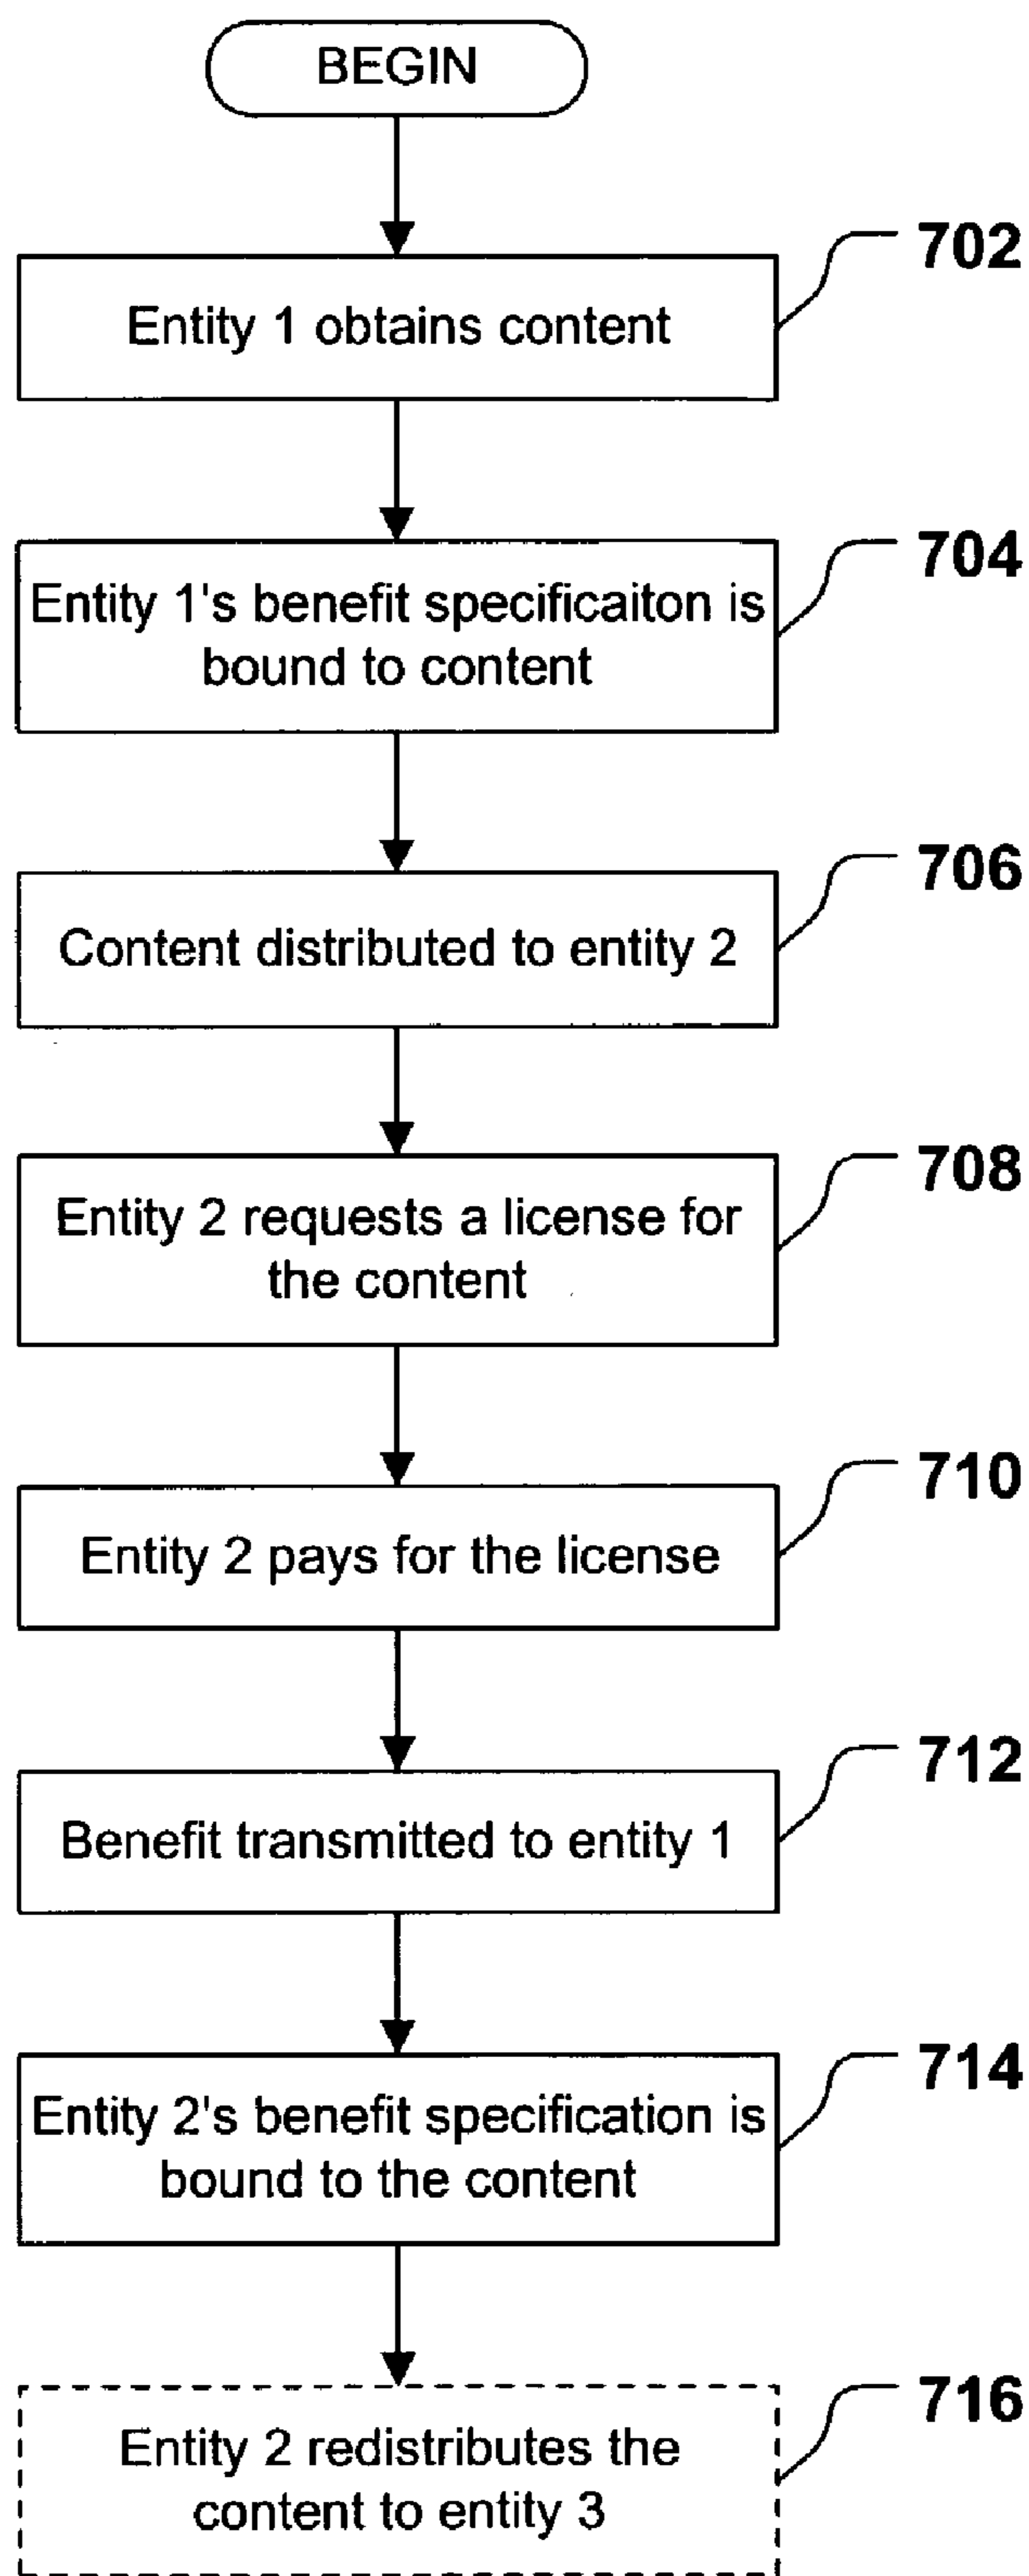 BEGIN
702
Entity 1 obtains content
704
Entity 1's benefit specificaiton is
bound to content
706
Content distributed to entity 2
708
Entity 2 requests a license for
the content
710
Entity 2 pays for the license
712
Benefit transmitted to entity 1
714
Entity 2's benefit specification is
bound to the content
716
Entity 2 redistributes the
content to entity 3